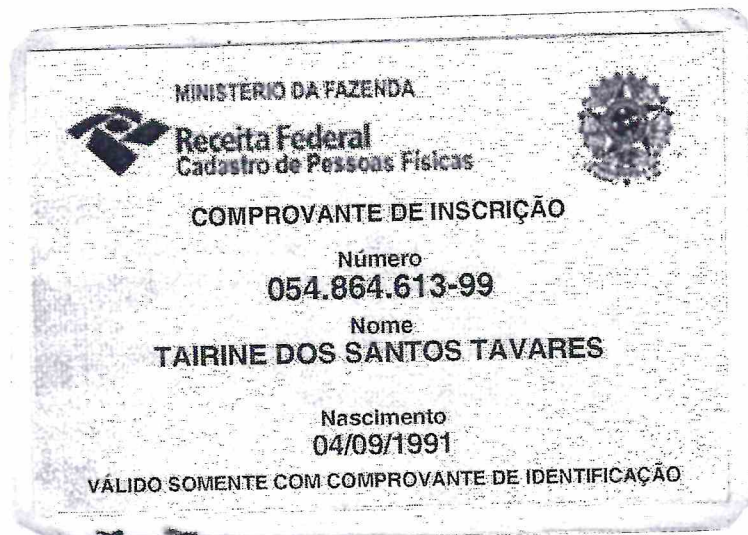 MINISTÉRIO DA FAZENDA
Receita Federal
Cadastro de Pessoas Físicas
COMPROVANTE DE INSCRIÇÃO
Número
054.864.613-99
Nome
TAIRINE DOS SANTOS TAVARES
Nascimento
04/09/1991
VÁLIDO SOMENTE COM COMPROVANTE DE IDENTIFICAÇÃO